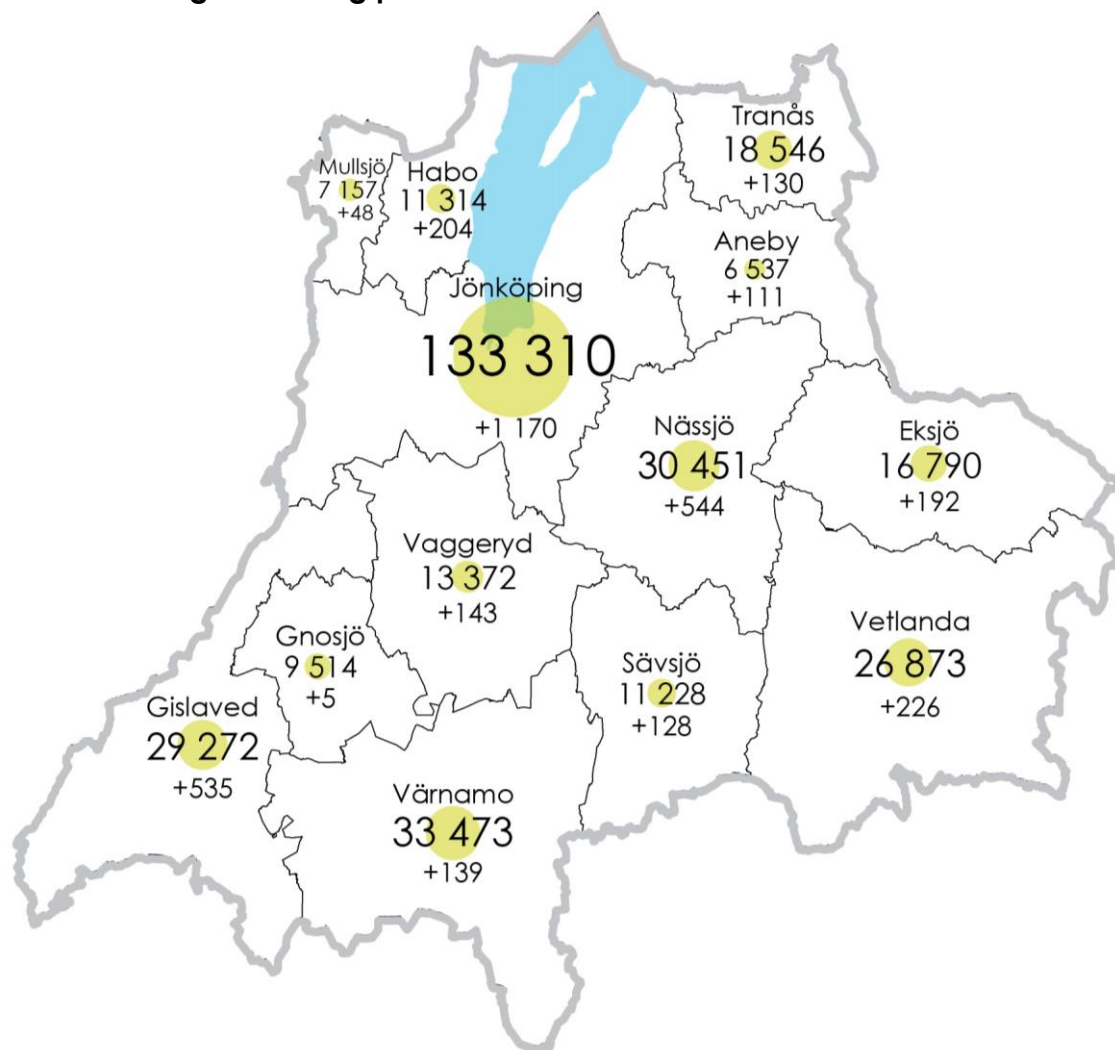 Tranås
18 546
+130
Mullsjö
7 157
+48
Habo
11 314
+204
Aneby
6 537
+111
Jönköping
133 310
+1 170
Nässjö
30 451
+544
Eksjö
16 790
+192
Vaggeryd
13 372
+143
Gnosjö
9 514
+5
Sävsjö
11 228
+128
Vetlanda
26 873
+226
Gislaved
29 272
+535
Värnamo
33 473
+139